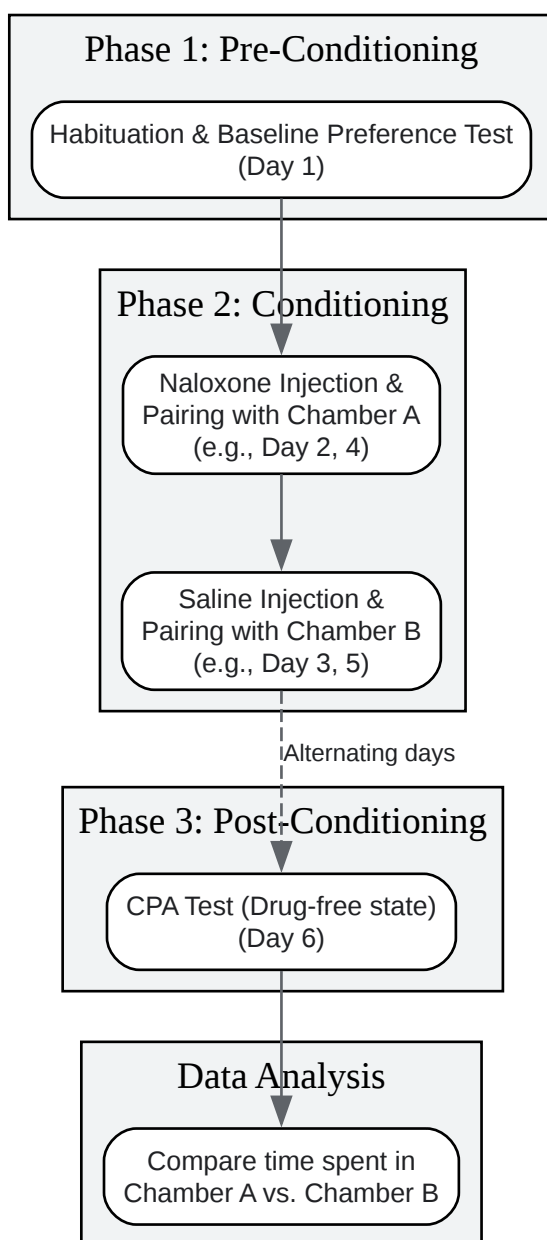 Phase 1: Pre-Conditioning
Habituation & Baseline Preference Test
(Day 1)
Phase 2: Conditioning
Naloxone Injection &
Pairing with Chamber A
(e.g., Day 2, 4)
Saline Injection &
Pairing with Chamber B
(e.g., Day 3, 5)
Alternating days
Phase 3: Post-Conditioning
CPA Test (Drug-free state)
(Day 6)
Data Analysis
Compare time spent in
Chamber A vs. Chamber B